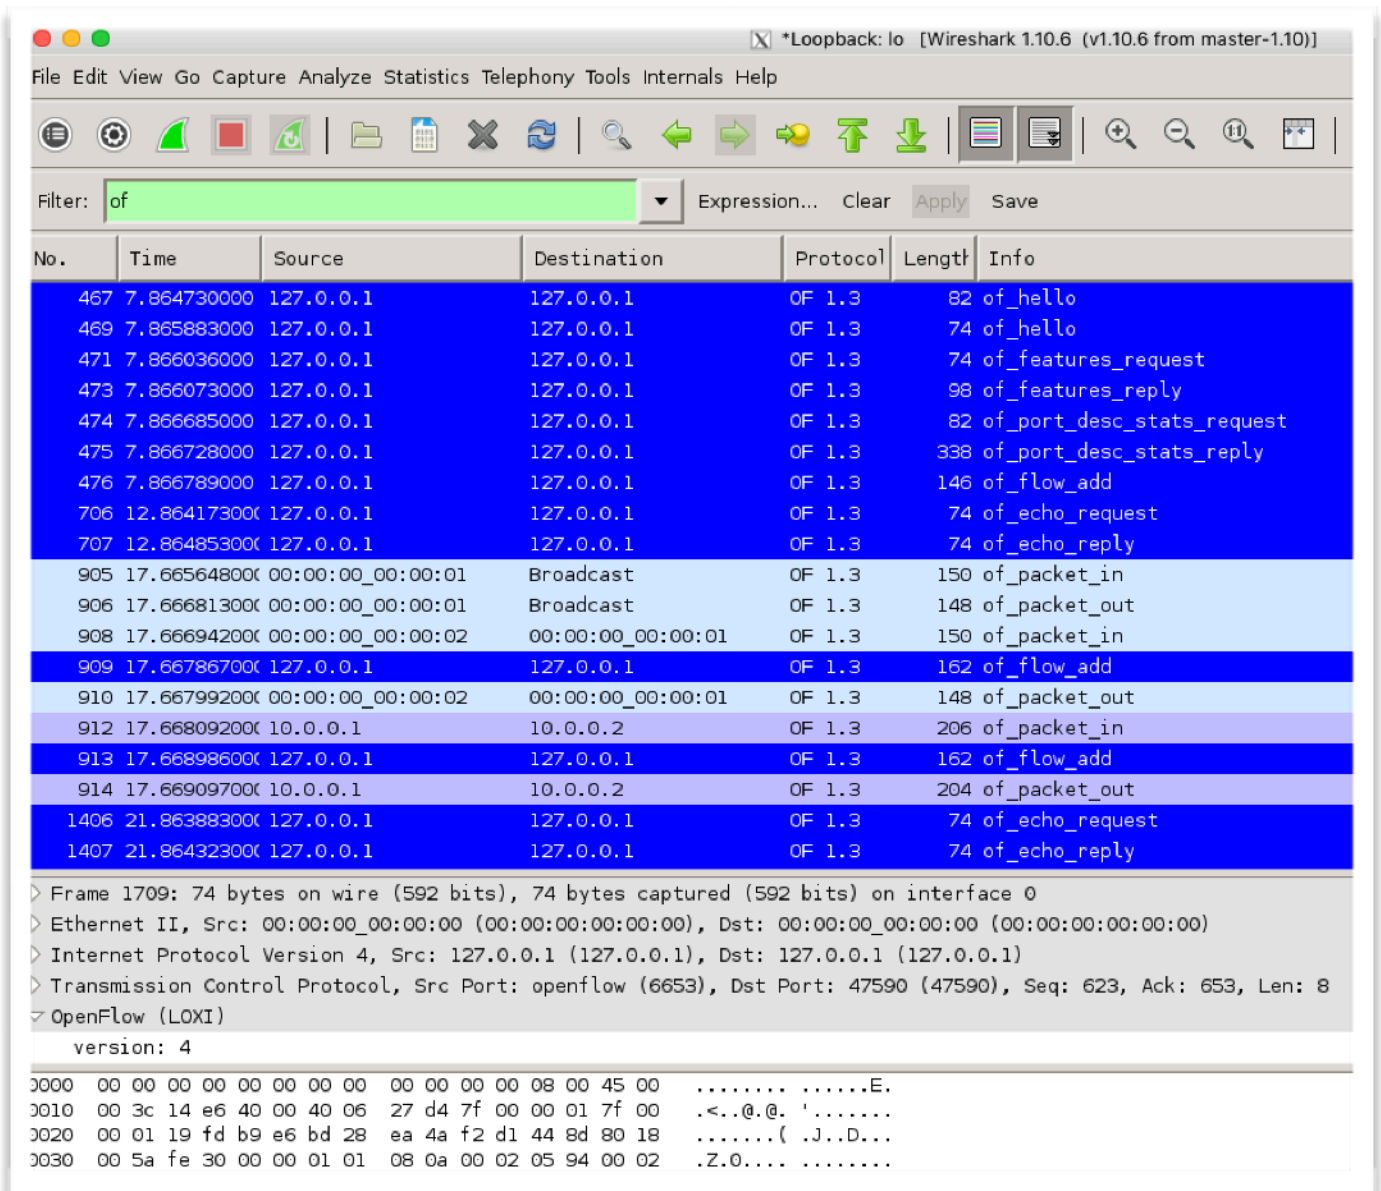 *Loopback: lo [Wireshark 1.10.6 (v1.10.6 from master-1.10)]
File Edit View Go Capture Analyze Statistics Telephony Tools Internals Help
Filter: of Expression... Clear Apply Save
No. Time Source Destination Protocol Length Info
467 7.864730000 127.0.0.1 127.0.0.1 OF 1.3 82 of_hello
469 7.865883000 127.0.0.1 127.0.0.1 OF 1.3 74 of_hello
471 7.866036000 127.0.0.1 127.0.0.1 OF 1.3 74 of_features_request
473 7.866073000 127.0.0.1 127.0.0.1 OF 1.3 98 of_features_reply
474 7.866685000 127.0.0.1 127.0.0.1 OF 1.3 82 of_port_desc_stats_request
475 7.866728000 127.0.0.1 127.0.0.1 OF 1.3 338 of_port_desc_stats_reply
476 7.866789000 127.0.0.1 127.0.0.1 OF 1.3 146 of_flow_add
706 12.86417300( 127.0.0.1 127.0.0.1 OF 1.3 74 of_echo_request
707 12.86485300( 127.0.0.1 127.0.0.1 OF 1.3 74 of_echo_reply
905 17.66564800( 00:00:00_00:00:01 Broadcast OF 1.3 150 of_packet_in
906 17.66681300( 00:00:00_00:00:01 Broadcast OF 1.3 148 of_packet_out
908 17.66694200( 00:00:00_00:00:02 00:00:00_00:00:01 OF 1.3 150 of_packet_in
909 17.66786700( 127.0.0.1 127.0.0.1 OF 1.3 162 of_flow_add
910 17.66799200( 00:00:00_00:00:02 00:00:00_00:00:01 OF 1.3 148 of_packet_out
912 17.66809200( 10.0.0.1 10.0.0.2 OF 1.3 206 of_packet_in
913 17.66898600( 127.0.0.1 127.0.0.1 OF 1.3 162 of_flow_add
914 17.66909700( 10.0.0.1 10.0.0.2 OF 1.3 204 of_packet_out
1406 21.86388300( 127.0.0.1 127.0.0.1 OF 1.3 74 of_echo_request
1407 21.86432300( 127.0.0.1 127.0.0.1 OF 1.3 74 of_echo_reply
Frame 1709: 74 bytes on wire (592 bits), 74 bytes captured (592 bits) on interface 0
Ethernet II, Src: 00:00:00_00:00:00 (00:00:00:00:00:00), Dst: 00:00:00_00:00:00 (00:00:00:00:00:00)
Internet Protocol Version 4, Src: 127.0.0.1 (127.0.0.1), Dst: 127.0.0.1 (127.0.0.1)
Transmission Control Protocol, Src Port: openflow (6653), Dst Port: 47590 (47590), Seq: 623, Ack: 653, Len: 8
OpenFlow (LOXI)
version: 4
0000 00 00 00 00 00 00 00 00 00 00 00 00 08 00 45 00 ........ ......E.
0010 00 3c 14 e6 40 00 40 06 27 d4 7f 00 00 01 7f 00 .<..@.@. '.......
0020 00 01 19 fd b9 e6 bd 28 ea 4a f2 d1 44 8d 80 18 .......( .J..D...
0030 00 5a fe 30 00 00 01 01 08 0a 00 02 05 94 00 02 .Z.0.... ........